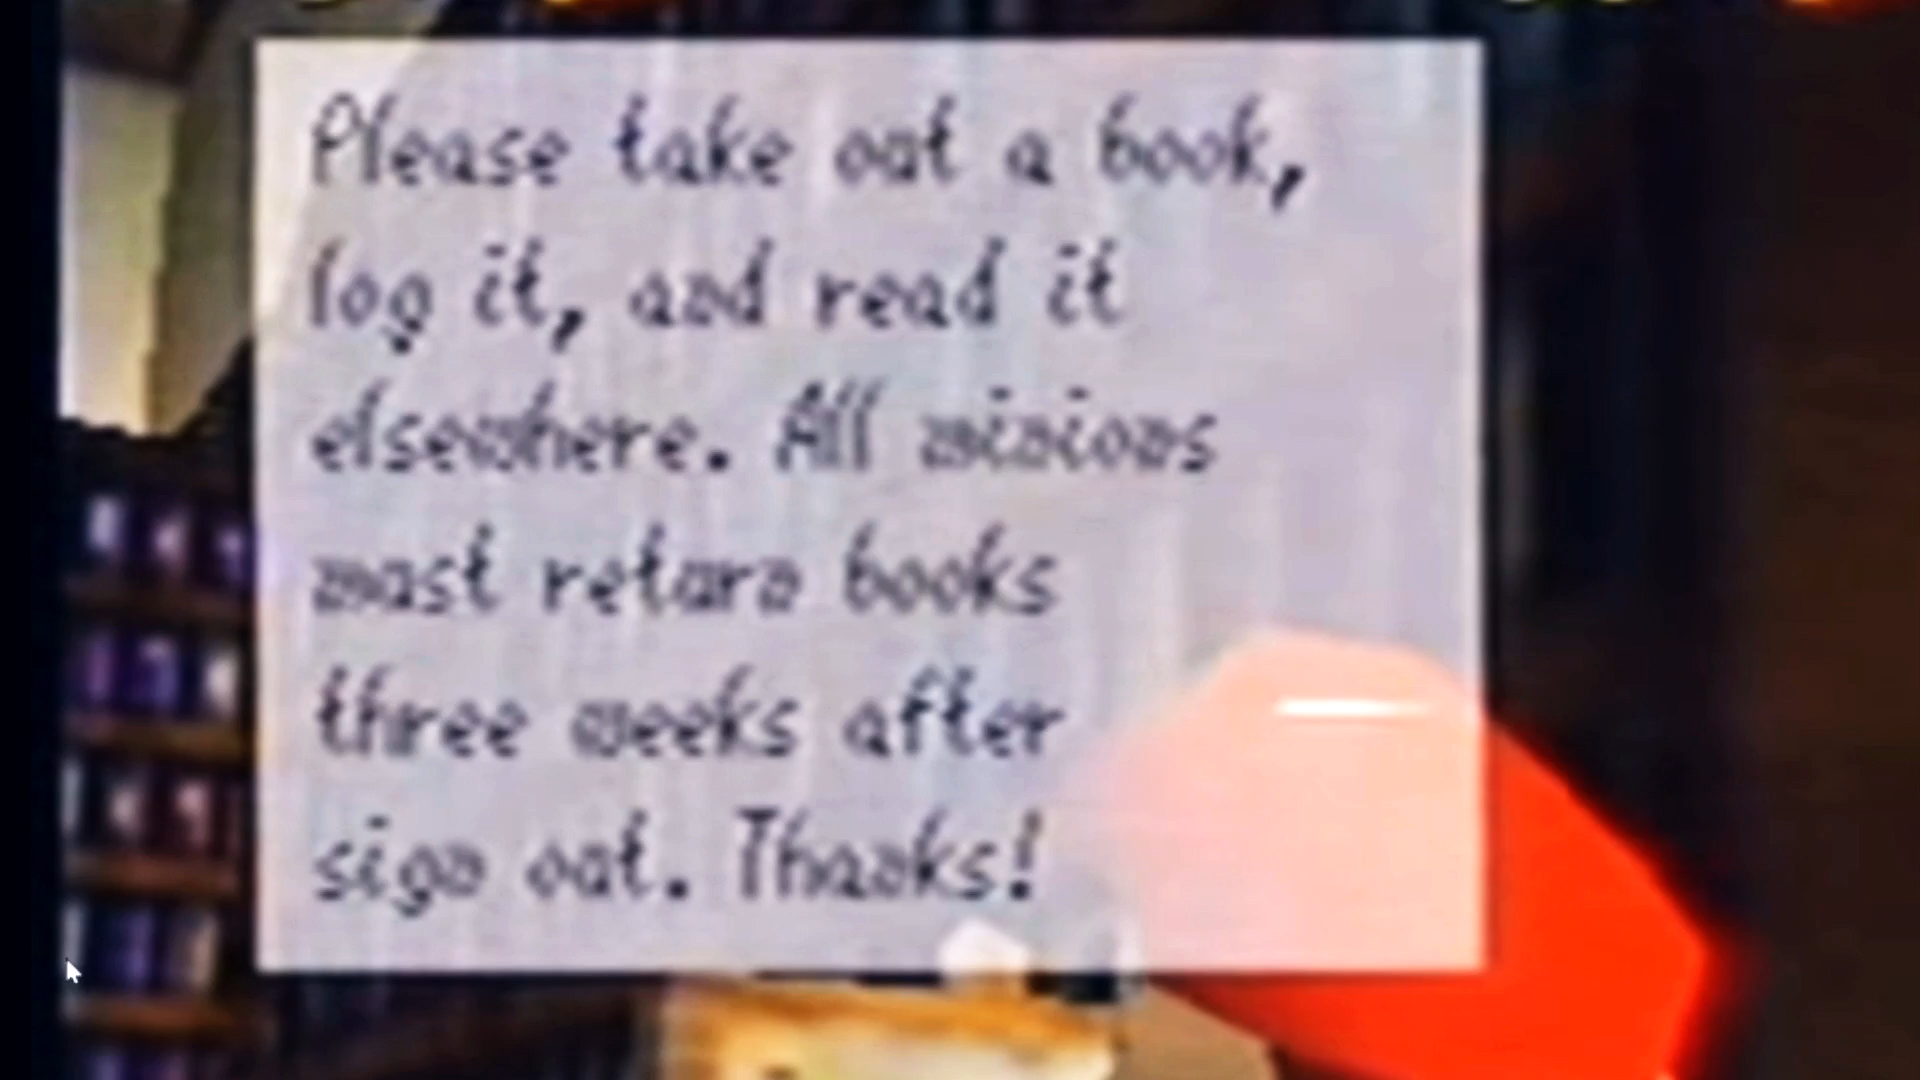 Please take out a book,
log it, and read it
elsewhere. All minions
must return books
three weeks after
sign out. Thanks!